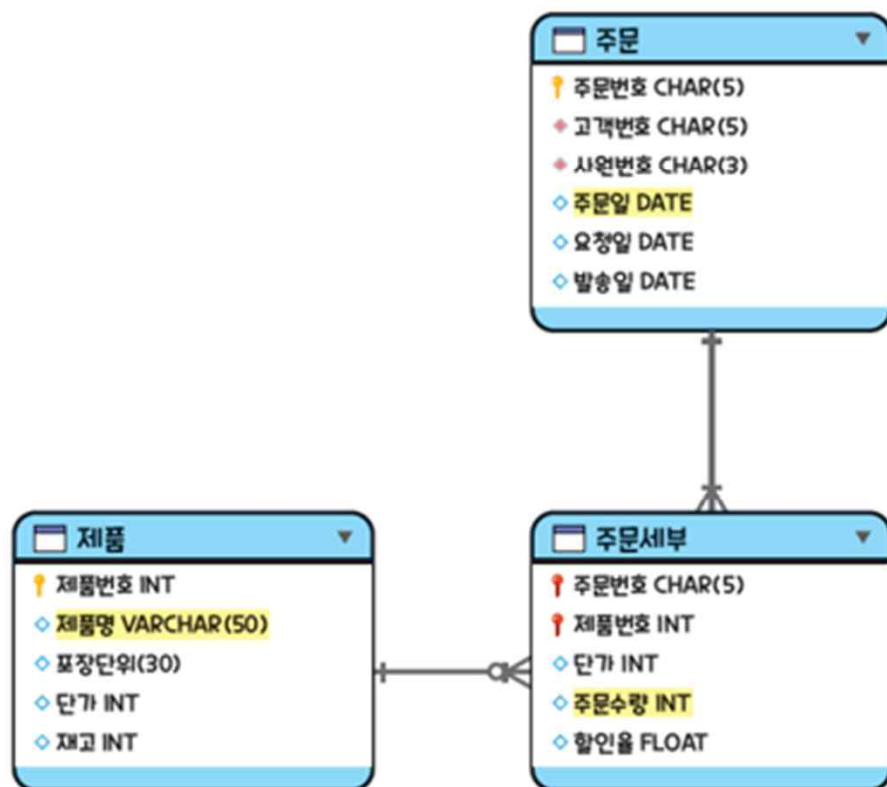 주문
주문번호 CHAR(5)
고객번호 CHAR(5)
사원번호 CHAR(3)
주문일 DATE
요청일 DATE
발송일 DATE
제품
제품번호 INT
제품명 VARCHAR(50)
포장단위(30)
단가 INT
재고 INT
주문세부
주문번호 CHAR(5)
제품번호 INT
단가 INT
주문수량 INT
할인율 FLOAT